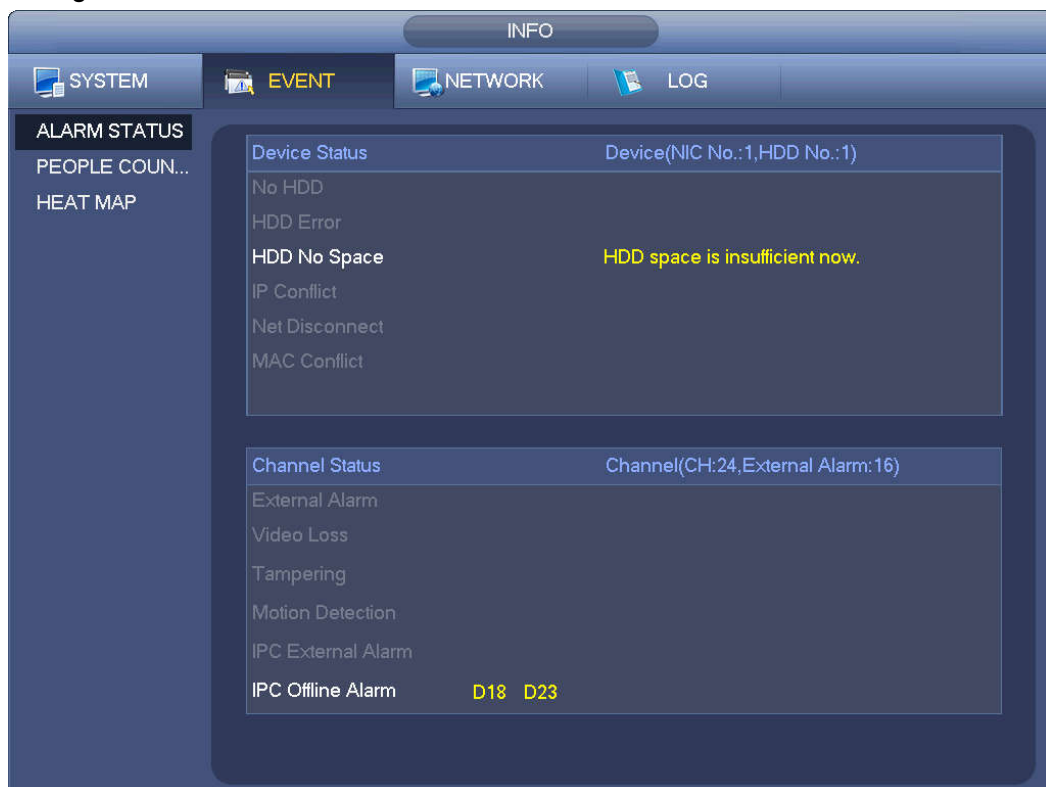 INFO
SYSTEM EVENT NETWORK LOG
ALARM STATUS
PEOPLE COUN...
HEAT MAP
Device Status Device(NIC No.:1,HDD No.:1)
No HDD
HDD Error
HDD No Space HDD space is insufficient now.
IP Conflict
Net Disconnect
MAC Conflict
Channel Status Channel(CH:24,External Alarm:16)
External Alarm
Video Loss
Tampering
Motion Detection
IPC External Alarm
IPC Offline Alarm D18 D23